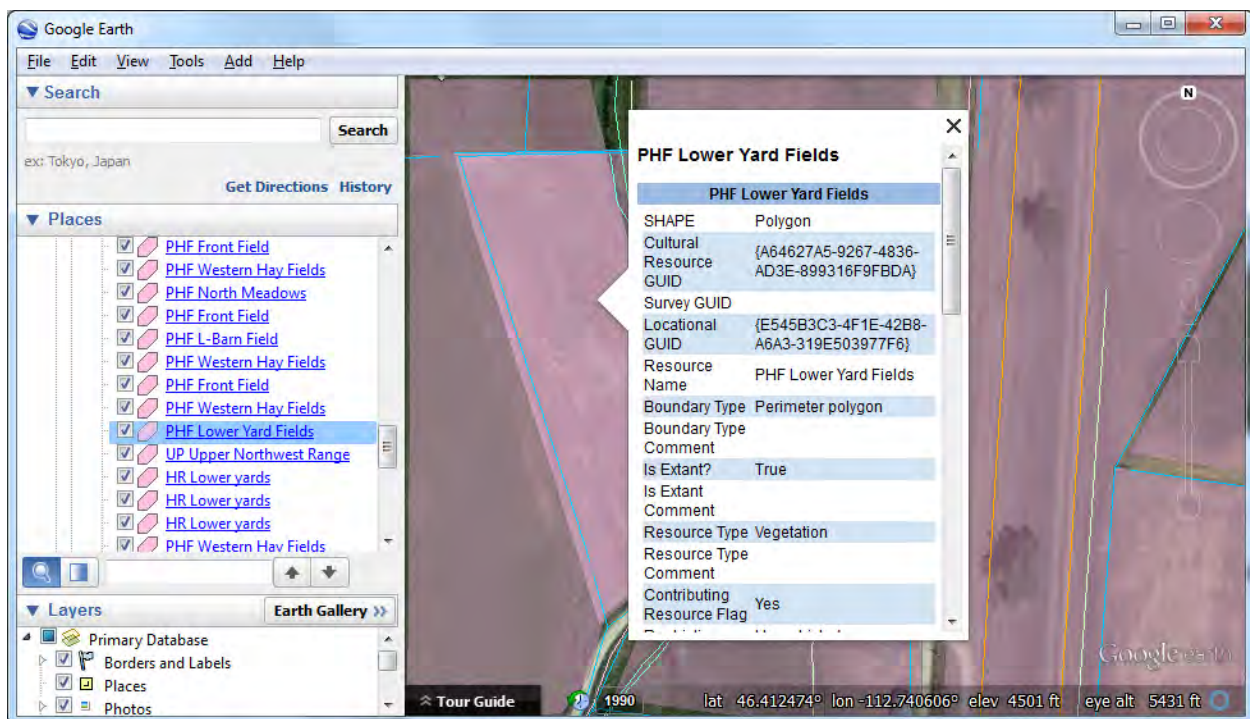 Google Earth
File Edit View Tools Add Help
Search
Search
ex: Tokyo, Japan
Get Directions History
Places
PHF Front Field
PHF Western Hay Fields
PHF North Meadows
PHF Front Field
PHF L-Barn Field
PHF Western Hay Fields
PHF Front Field
PHF Western Hay Fields
PHF Lower Yard Fields
UP Upper Northwest Range
HR Lower yards
HR Lower yards
HR Lower yards
PHF Western Hay Fields
Layers
Earth Gallery >>
Primary Database
Borders and Labels
Places
Photos
N
PHF Lower Yard Fields
PHF Lower Yard Fields
SHAPE Polygon
Cultural
Resource
GUID
{A64627A5-9267-4836-
AD3E-899316F9FBDA}
Survey GUID
Locational
GUID
{E545B3C3-4F1E-42B8-
A6A3-319E503977F6}
Resource
Name
PHF Lower Yard Fields
Boundary Type Perimeter polygon
Boundary Type
Comment
Is Extant? True
Is Extant
Comment
Resource Type Vegetation
Resource Type
Comment
Contributing
Resource Flag
Yes
Google earth
Tour Guide
1990
lat 46.412474° lon -112.740606° elev 4501 ft eye alt 5431 ft